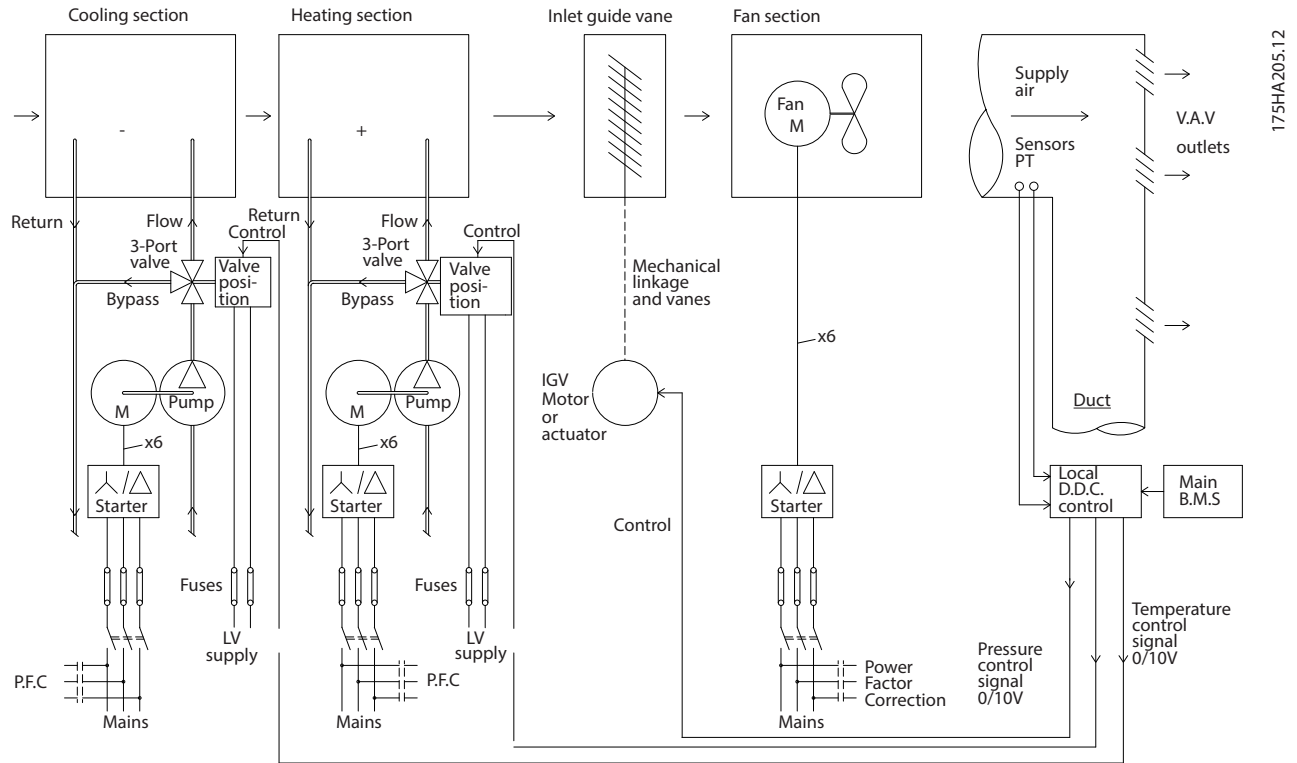 Cooling section
Heating section
Inlet guide vane
Fan section
175HA205.12
-
+
Fan
M
Supply
air
Sensors
PT
V.A.V
outlets
Return
Flow
3-Port
valve
Control
Valve
posi-
tion
Bypass
Return
Flow
3-Port
valve
Control
Valve
posi-
tion
Bypass
Mechanical
linkage
and vanes
x6
M
Pump
x6
Starter
M
Pump
x6
Starter
IGV
Motor
or
actuator
Duct
Local
D.D.C.
control
Main
B.M.S
Control
Starter
Fuses
LV
supply
Fuses
LV
supply
P.F.C
Mains
P.F.C
Mains
Power
Factor
Correction
Mains
Pressure
control
signal
0/10V
Temperature
control
signal
0/10V